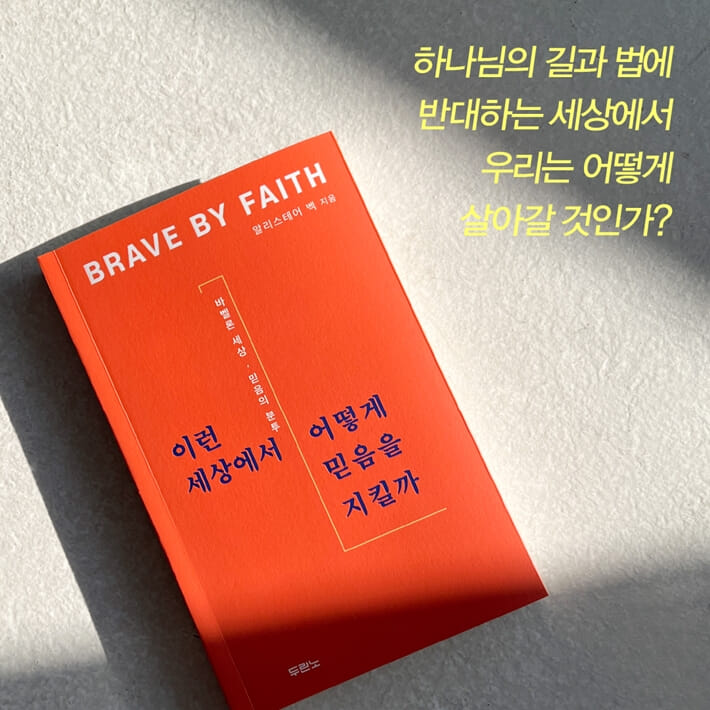 하나님의 길과 법에
반대하는 세상에서
우리는 어떻게
살아갈 것인가?
BRAVE BY FAITH
알리스테어 벡 지음
바벨론 세상, 믿음의 분투
이런
세상에서
어떻게
믿음을
지킬까
두란노